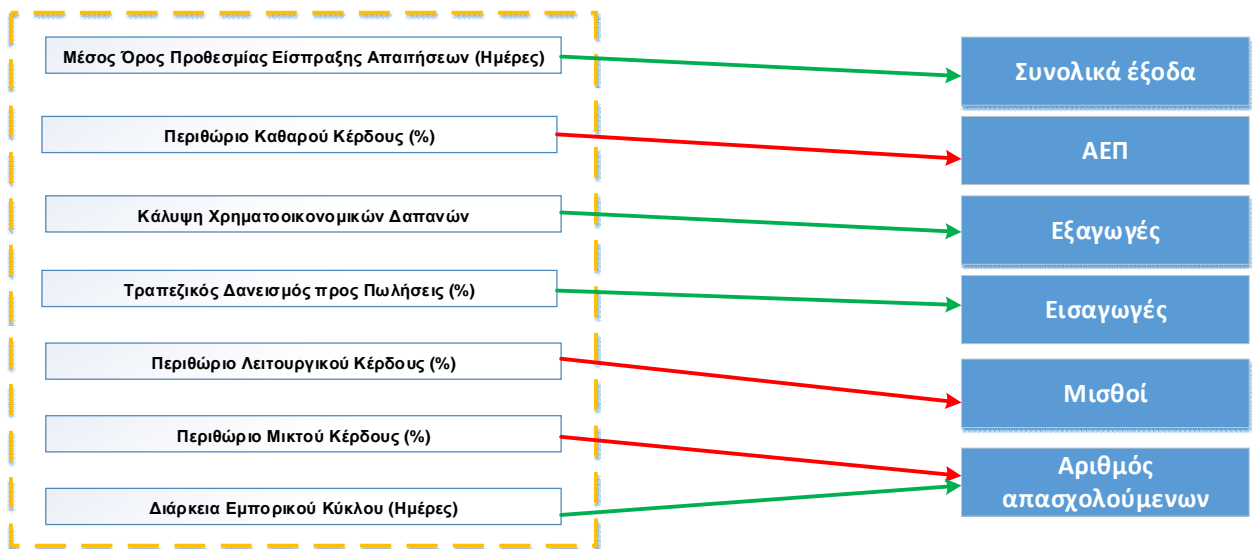 Μέσος Όρος Προθεσμίας Είσπραξης Απαιτήσεων (Ημέρες)
Περιθώριο Καθαρού Κέρδους (%)
Κάλυψη Χρηματοοικονομικών Δαπανών
Τραπεζικός Δανεισμός προς Πωλήσεις (%)
Περιθώριο Λειτουργικού Κέρδους (%)
Περιθώριο Μικτού Κέρδους (%)
Διάρκεια Εμπορικού Κύκλου (Ημέρες)
Συνολικά έξοδα
ΑΕΠ
Εξαγωγές
Εισαγωγές
Μισθοί
Αριθμός
απασχολούμενων